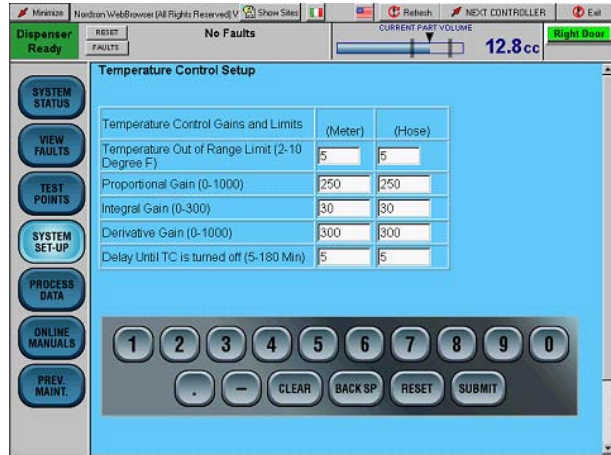 Minimize
Nordson WebBrowser (All Rights Reserved) V
Show Sites
Refresh
NEXT CONTROLLER
Exit
Dispenser
Ready
RESET
FAULTS
No Faults
CURRENT PART VOLUME
12.8 cc
Right Door
SYSTEM
STATUS
VIEW
FAULTS
TEST
POINTS
SYSTEM
SET-UP
PROCESS
DATA
ONLINE
MANUALS
PREV.
MAINT.
Temperature Control Setup
Temperature Control Gains and Limits (Meter) (Hose)
Temperature Out of Range Limit (2-10
Degree F) 5 5
Proportional Gain (0-1000) 250 250
Integral Gain (0-300) 30 30
Derivative Gain (0-1000) 300 300
Delay Until TC is turned off (5-180 Min) 5 5
1 2 3 4 5 6 7 8 9 0
. - CLEAR BACK SP RESET SUBMIT